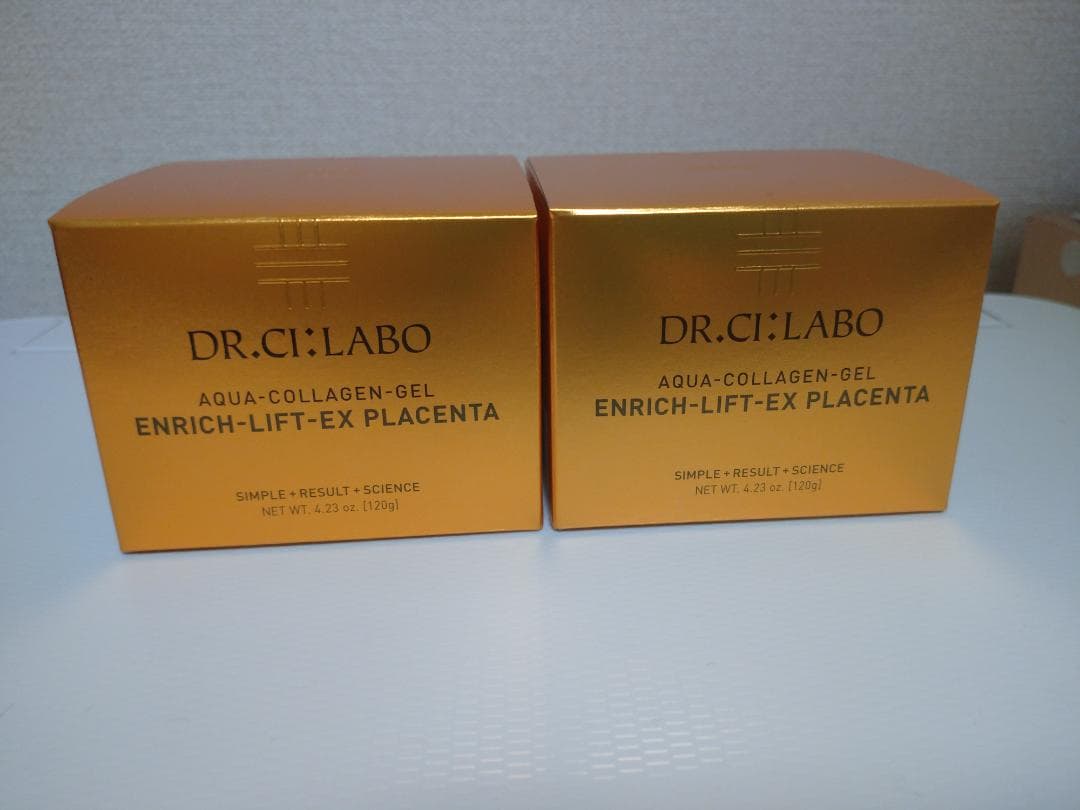 DR.CI:LABO
AQUA-COLLAGEN-GEL
ENRICH-LIFT-EX PLACENTA
SIMPLE+RESULT+SCIENCE
NET WT. 4.23 oz. [120g]
DR.CI:LABO
AQUA-COLLAGEN-GEL
ENRICH-LIFT-EX PLACENTA
SIMPLE+RESULT+SCIENCE
NET WT. 4.23 oz. [120g]